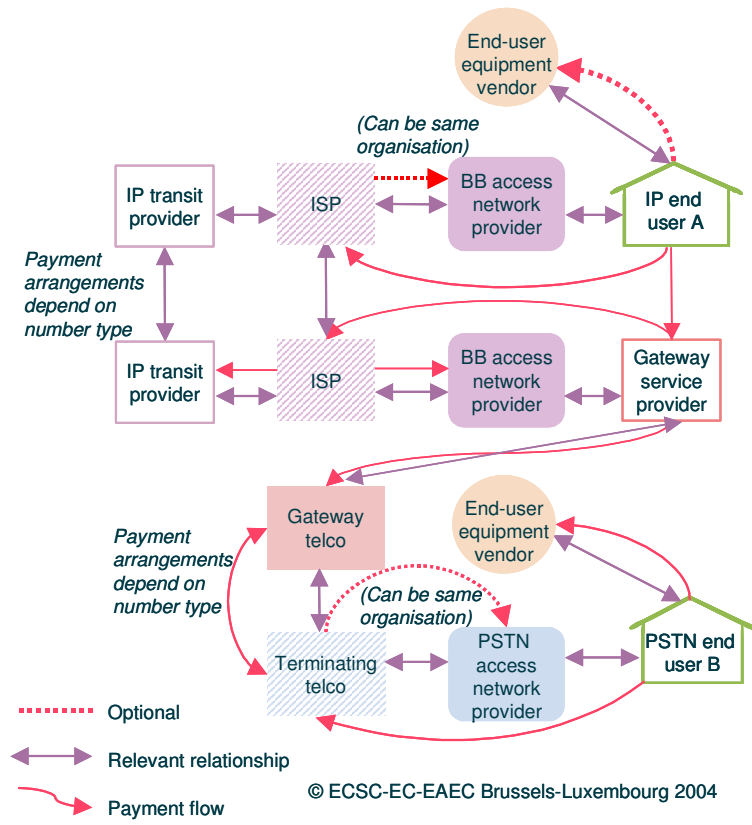 End-user
equipment
vendor
(Can be same
organisation)
IP transit
provider
ISP
BB access
network
provider
IP end
user A
Payment
arrangements
depend on
number type
IP transit
provider
ISP
BB access
network
provider
Gateway
service
provider
Gateway
telco
End-user
equipment
vendor
Payment
arrangements
depend on
number type
(Can be same
organisation)
Terminating
telco
PSTN
access
network
provider
PSTN end
user B
Optional
Relevant relationship
Payment flow
© ECSC-EC-EAEC Brussels-Luxembourg 2004